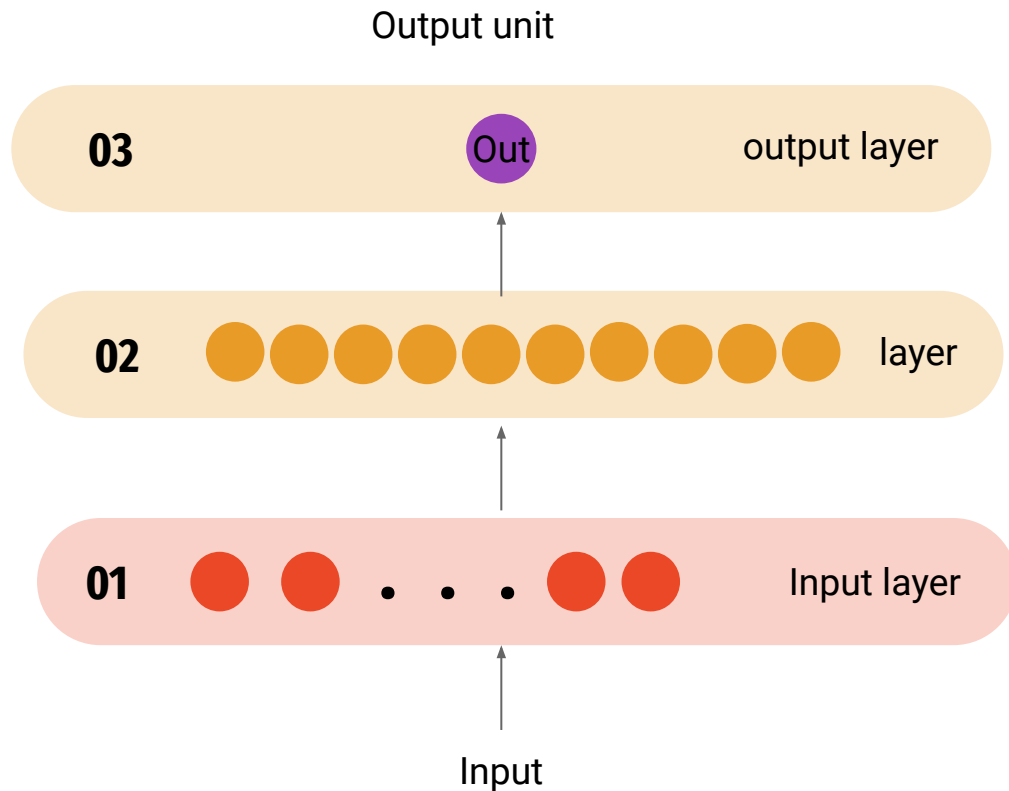 Output unit
03
Out
output layer
02
layer
01
. . .
Input layer
Input